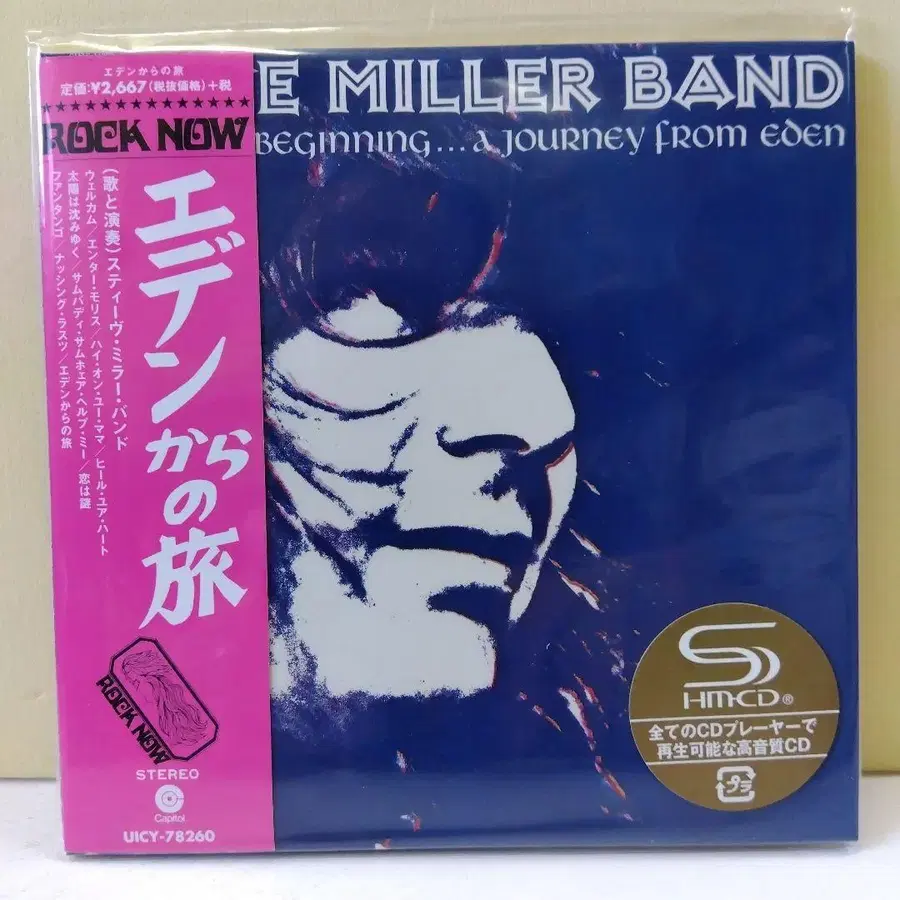 エデンからの旅
定価:¥2,667(税抜価格)+税
ROCK NOW
エデンからの旅
(歌と演奏)スティーヴ・ミラー・バンド
ウェルカム/エンター・モリス/ハイ・オン・ユー・ママ/ヒール・ユア・ハート
太陽は沈みゆく/サムバディ・サムホェア・ヘルプ・ミー/恋は謎
ファンタンゴ/ナッシング・ラスツ/エデンからの旅
ROCK NOW
STEREO
Capitol
UICY-78260
E MILLER BAND
BEGINNING...A JOURNEY FROM EDEN
SHM-CD®
全てのCDプレーヤーで
再生可能な高音質CD
プラ